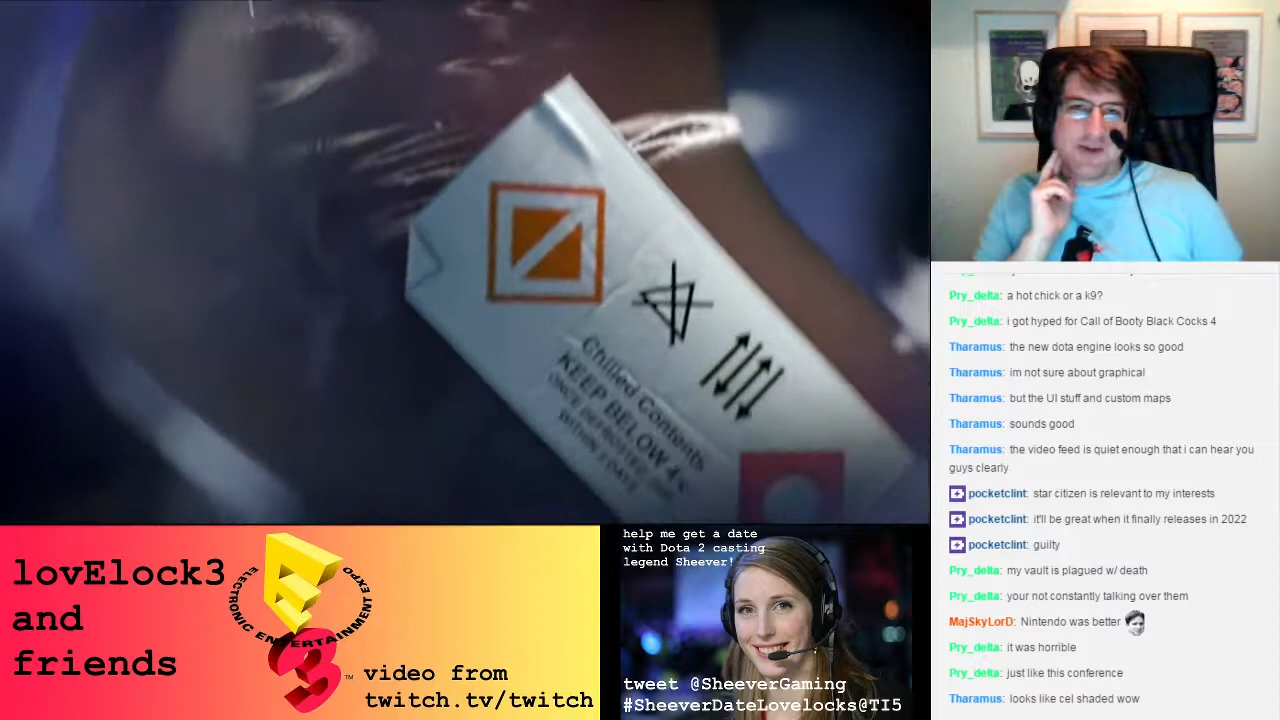 Chilled Contents
KEEP BELOW 4
ONCE DEFROSTED
WITHIN 2 DAYS
Pry_delta: a hot chick or a k9?
Pry_delta: i got hyped for Call of Booty Black Cocks 4
Tharamus: the new dota engine looks so good
Tharamus: im not sure about graphical
Tharamus: but the UI stuff and custom maps
Tharamus: sounds good
Tharamus: the video feed is quiet enough that i can hear you
guys clearly
pocketclint: star citizen is relevant to my interests
pocketclint: it'll be great when it finally releases in 2022
pocketclint: guilty
Pry_delta: my vault is plagued w/ death
Pry_delta: your not constantly talking over them
MajSkyLorD: Nintendo was better
Pry_delta: it was horrible
Pry_delta: just like this conference
Tharamus: looks like cel shaded wow
lovElock3
and
friends
E3
ELECTRONIC ENTERTAINMENT EXPO
TM
video from
twitch.tv/twitch
help me get a date
with Dota 2 casting
legend Sheever!
tweet @SheeverGaming
#SheeverDateLovelocks@TI5